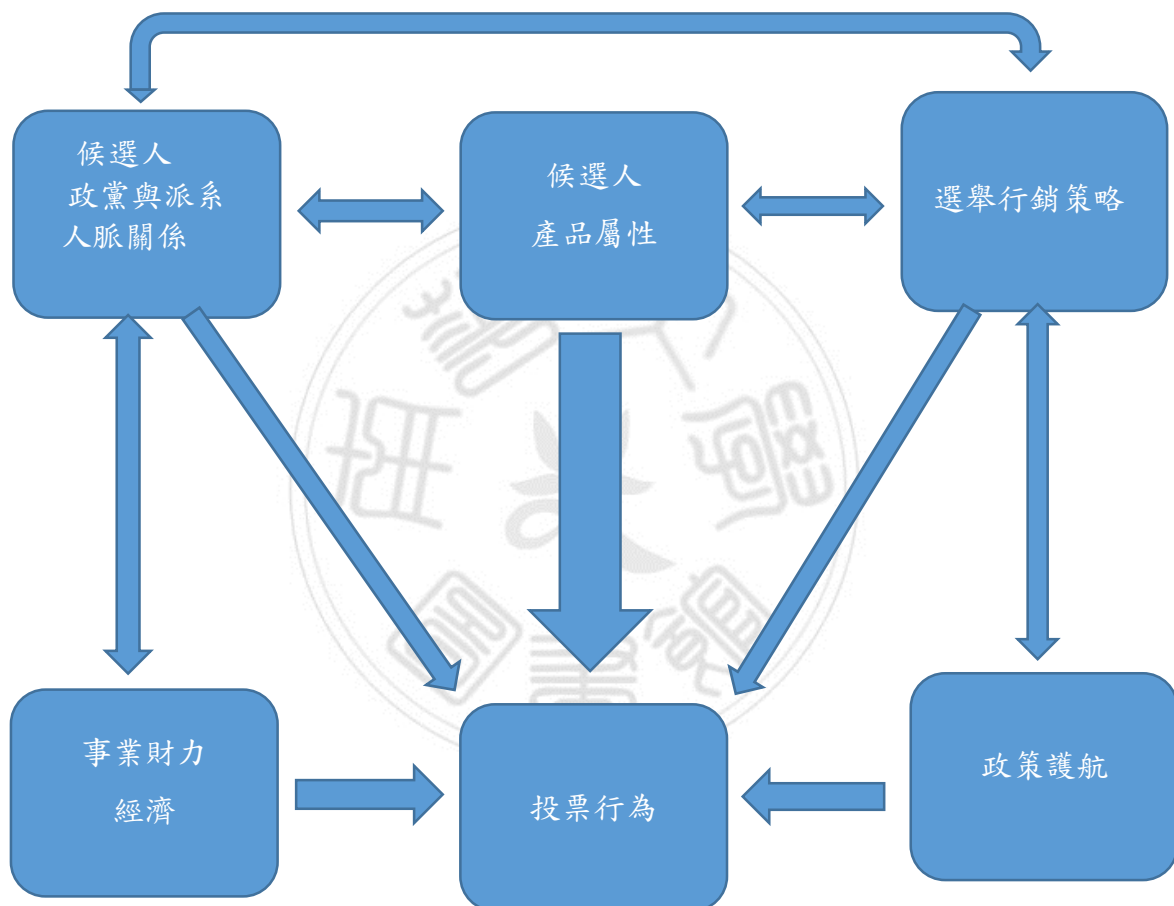 候選人
政黨與派系
人脈關係
候選人
產品屬性
選舉行銷策略
事業財力
經濟
投票行為
政策護航